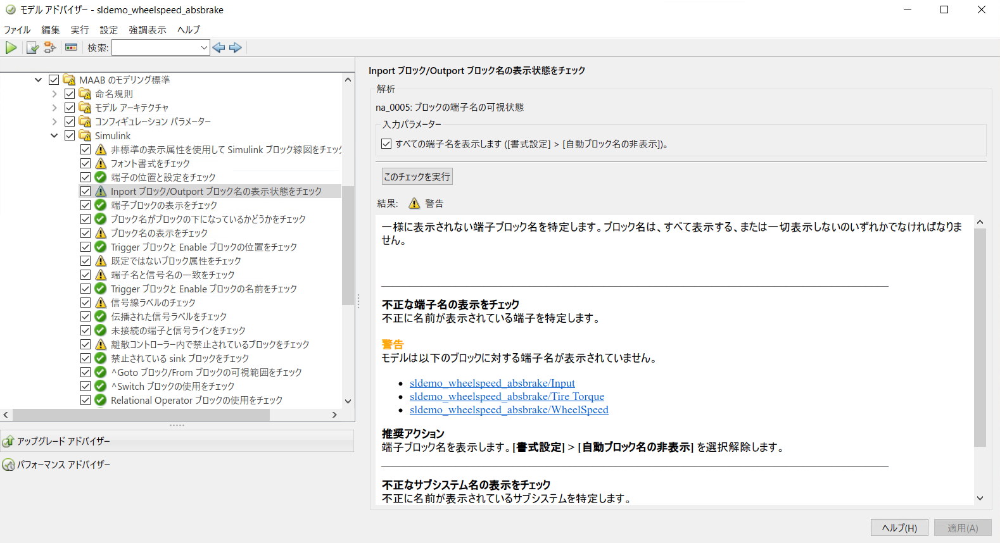 モデル アドバイザー - sldemo_wheelspeed_absbrake
ファイル 編集 実行 設定 強調表示 ヘルプ
検索:
MAAB のモデリング標準
命名規則
モデル アーキテクチャ
コンフィギュレーション パラメーター
Simulink
非標準の表示属性を使用して Simulink ブロック線図をチェック
フォント書式をチェック
端子の位置と設定をチェック
Inport ブロック/Outport ブロック名の表示状態をチェック
端子ブロックの表示をチェック
ブロック名がブロックの下になっているかどうかをチェック
ブロック名の表示をチェック
Trigger ブロックと Enable ブロックの位置をチェック
既定ではないブロック属性をチェック
端子名と信号名の一致をチェック
Trigger ブロックと Enable ブロックの名前をチェック
信号線ラベルのチェック
伝播された信号ラベルをチェック
未接続の端子と信号ラインをチェック
離散コントローラー内で禁止されているブロックをチェック
禁止されている sink ブロックをチェック
^Goto ブロック/From ブロックの可視範囲をチェック
^Switch ブロックの使用をチェック
Relational Operator ブロックの使用をチェック
アップグレード アドバイザー
パフォーマンス アドバイザー
Inport ブロック/Outport ブロック名の表示状態をチェック
解析
na_0005: ブロックの端子名の可視状態
入力パラメーター
すべての端子名を表示します ([書式設定] > [自動ブロック名の非表示])。
このチェックを実行
結果: 警告
一様に表示されない端子ブロック名を特定します。ブロック名は、すべて表示する、または一切表示しないのいずれかでなければなりま
せん。
不正な端子名の表示をチェック
不正に名前が表示されている端子を特定します。
警告
モデルは以下のブロックに対する端子名が表示されていません。
• sldemo_wheelspeed_absbrake/Input
• sldemo_wheelspeed_absbrake/Tire Torque
• sldemo_wheelspeed_absbrake/WheelSpeed
推奨アクション
端子ブロック名を表示します。[書式設定] > [自動ブロック名の非表示] を選択解除します。
不正なサブシステム名の表示をチェック
不正に名前が表示されているサブシステムを特定します。
ヘルプ(H) 適用(A)